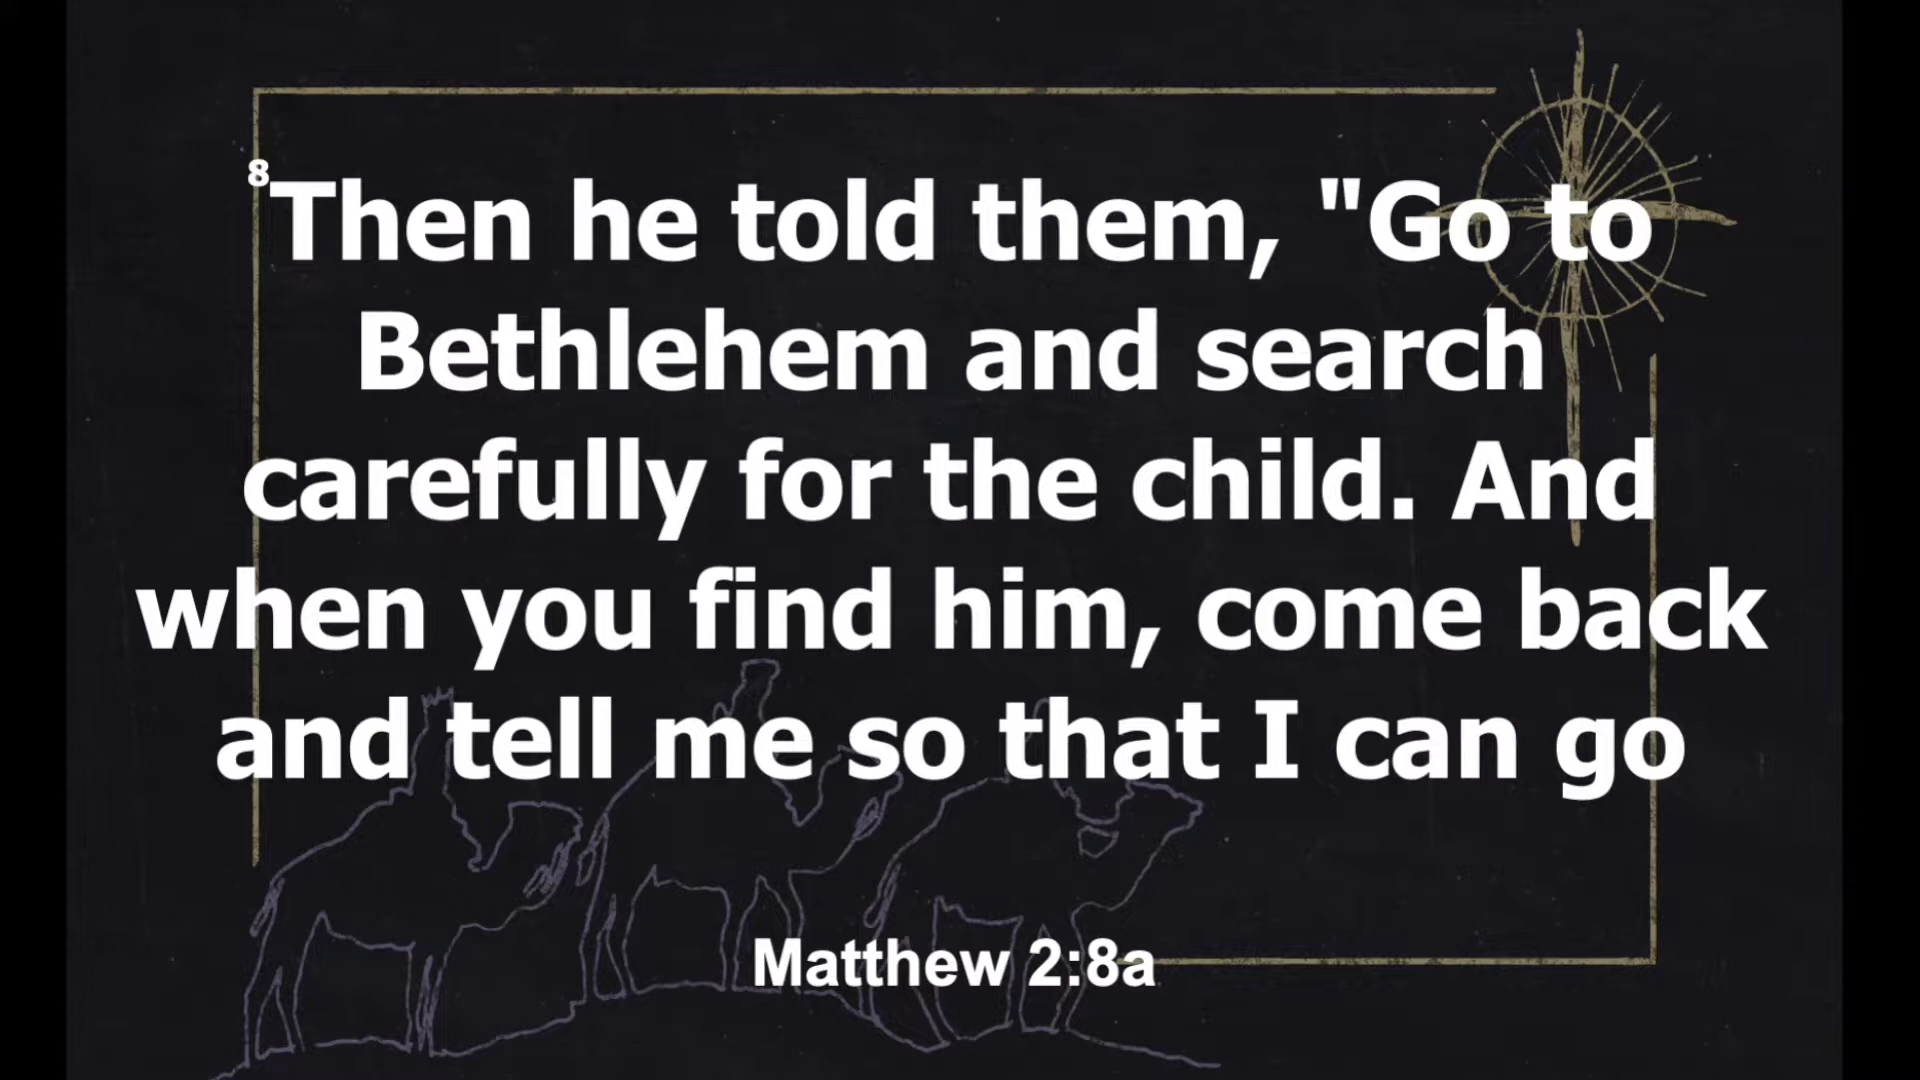 8Then he told them, "Go to
Bethlehem and search
carefully for the child. And
when you find him, come back
and tell me so that I can go
Matthew 2:8a